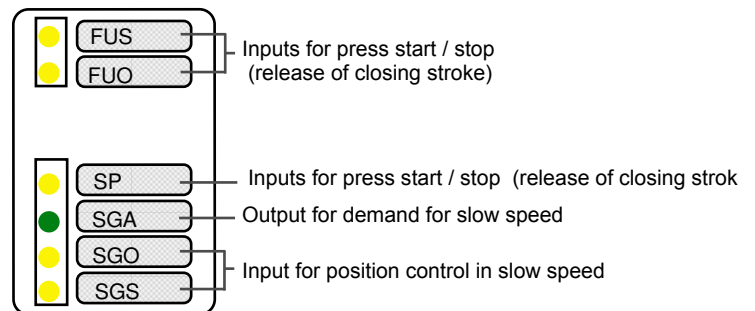 FUS
FUO
Inputs for press start / stop
(release of closing stroke)
SP
Inputs for press start / stop (release of closing strok
SGA
Output for demand for slow speed
SGO
SGS
Input for position control in slow speed